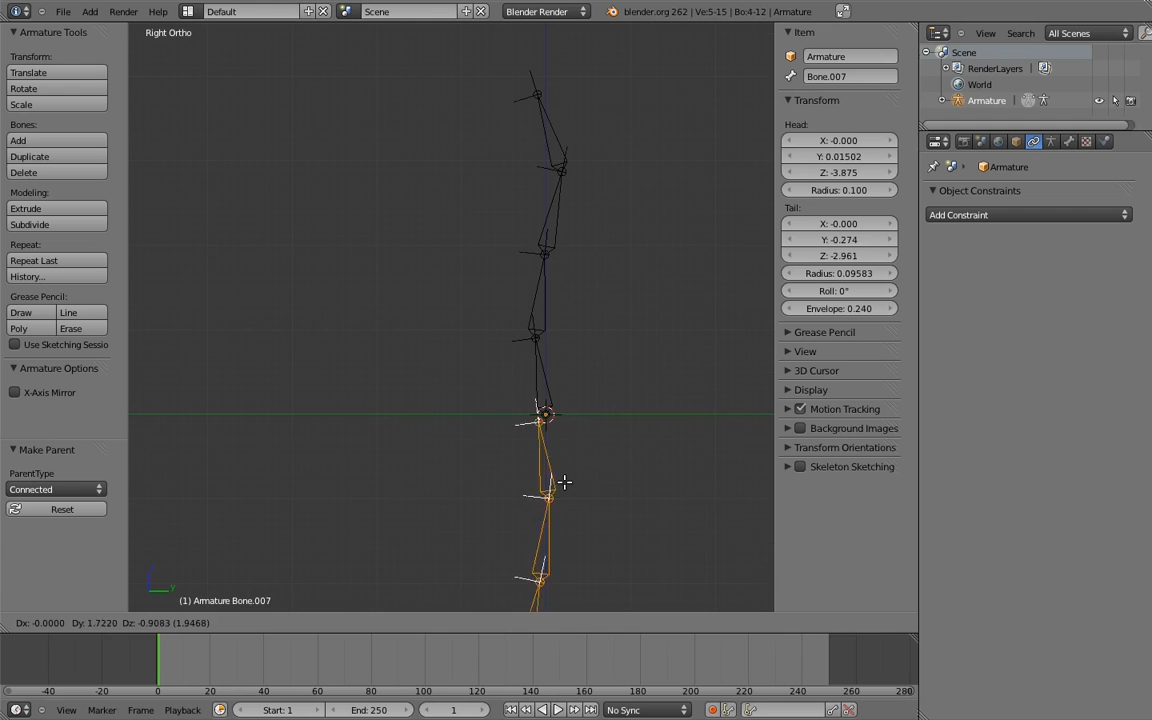 File Add Render Help Default Scene Blender Render blender.org 262 | Ve:5-15 | Bo:4-12 | Armature
Armature Tools
Transform:
Translate
Rotate
Scale
Bones:
Add
Duplicate
Delete
Modeling:
Extrude
Subdivide
Repeat:
Repeat Last
History...
Grease Pencil:
Draw Line
Poly Erase
Use Sketching Sessio
Armature Options
X-Axis Mirror
Make Parent
ParentType
Connected
Reset
Right Ortho
y
(1) Armature Bone.007
Item
Armature
Bone.007
Transform
Head:
X: -0.000
Y: 0.01502
Z: -3.875
Radius: 0.100
Tail:
X: -0.000
Y: -0.274
Z: -2.961
Radius: 0.09583
Roll: 0°
Envelope: 0.240
Grease Pencil
View
3D Cursor
Display
Motion Tracking
Background Images
Transform Orientations
Skeleton Sketching
View Search All Scenes
Scene
RenderLayers
World
Armature
Armature
Object Constraints
Add Constraint
Dx: -0.0000 Dy: 1.7220 Dz: -0.9083 (1.9468)
-40 -20 0 20 40 60 80 100 120 140 160 180 200 220 240 260 280
View Marker Frame Playback Start: 1 End: 250 1 No Sync